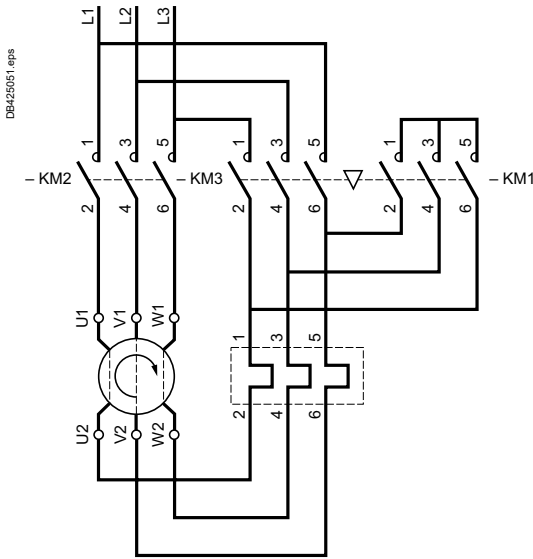 DB425051.eps
L1 L2 L3
1 3 5 1 3 5 1 3 5
– KM2 – KM3 – KM1
2 4 6 2 4 6 2 4 6
U1 V1 W1
1 3 5
2 4 6
U2 V2 W2